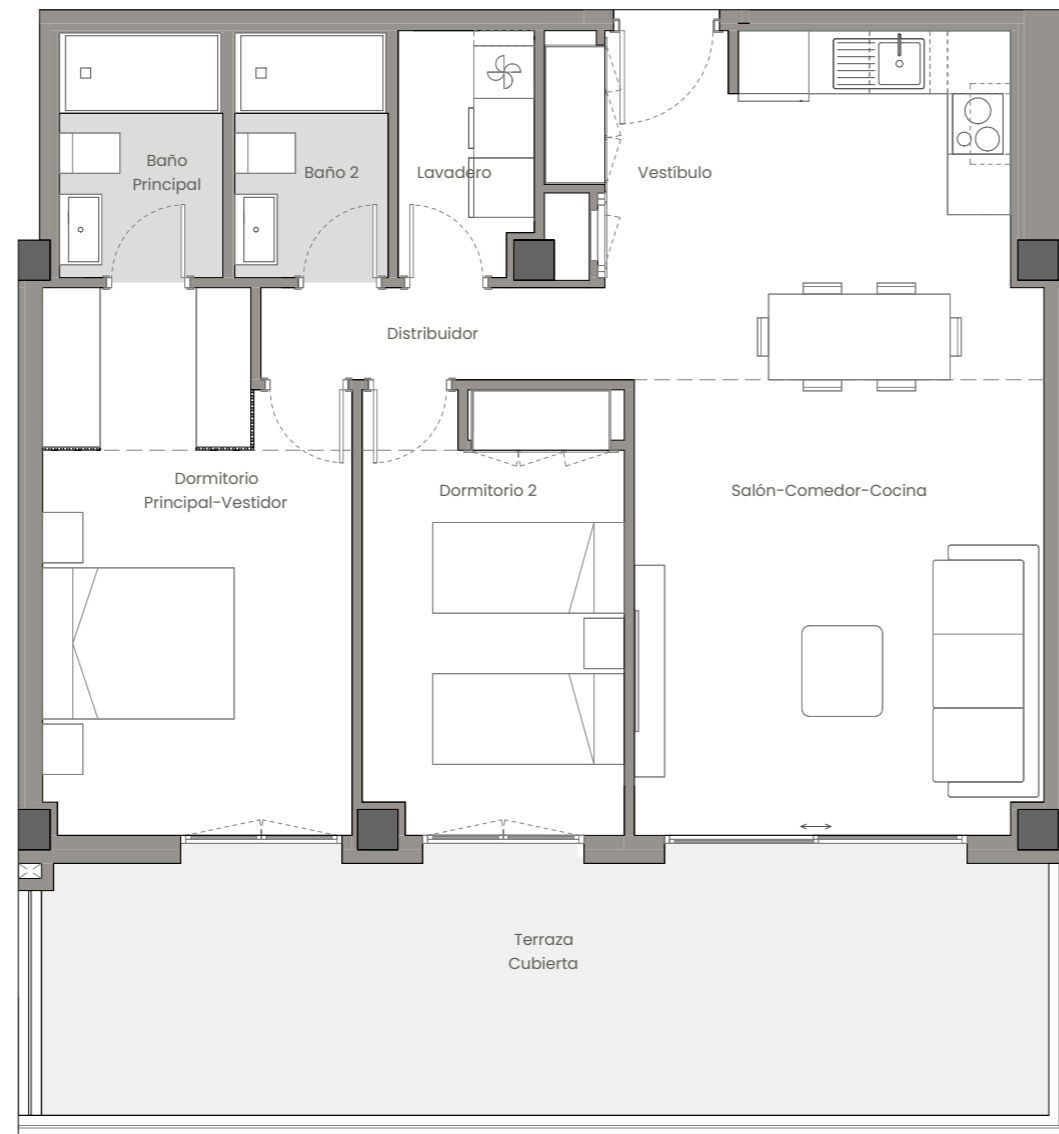 Baño
Principal
Baño 2
Lavadero
Vestíbulo
Distribuidor
Dormitorio
Principal-Vestidor
Dormitorio 2
Salón-Comedor-Cocina
Terraza
Cubierta